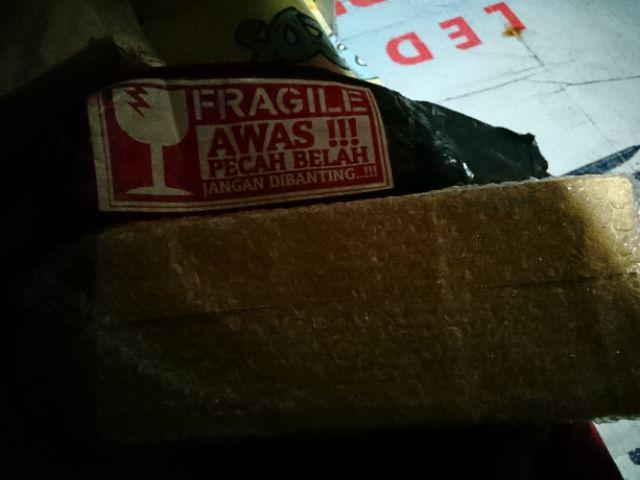 LED
FRAGILE
AWAS !!!
PECAH BELAH
JANGAN DIBANTING..!!!